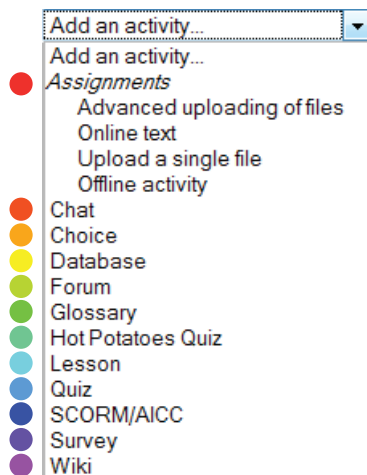 Add an activity...
Add an activity...
Assignments
Advanced uploading of files
Online text
Upload a single file
Offline activity
Chat
Choice
Database
Forum
Glossary
Hot Potatoes Quiz
Lesson
Quiz
SCORM/AICC
Survey
Wiki